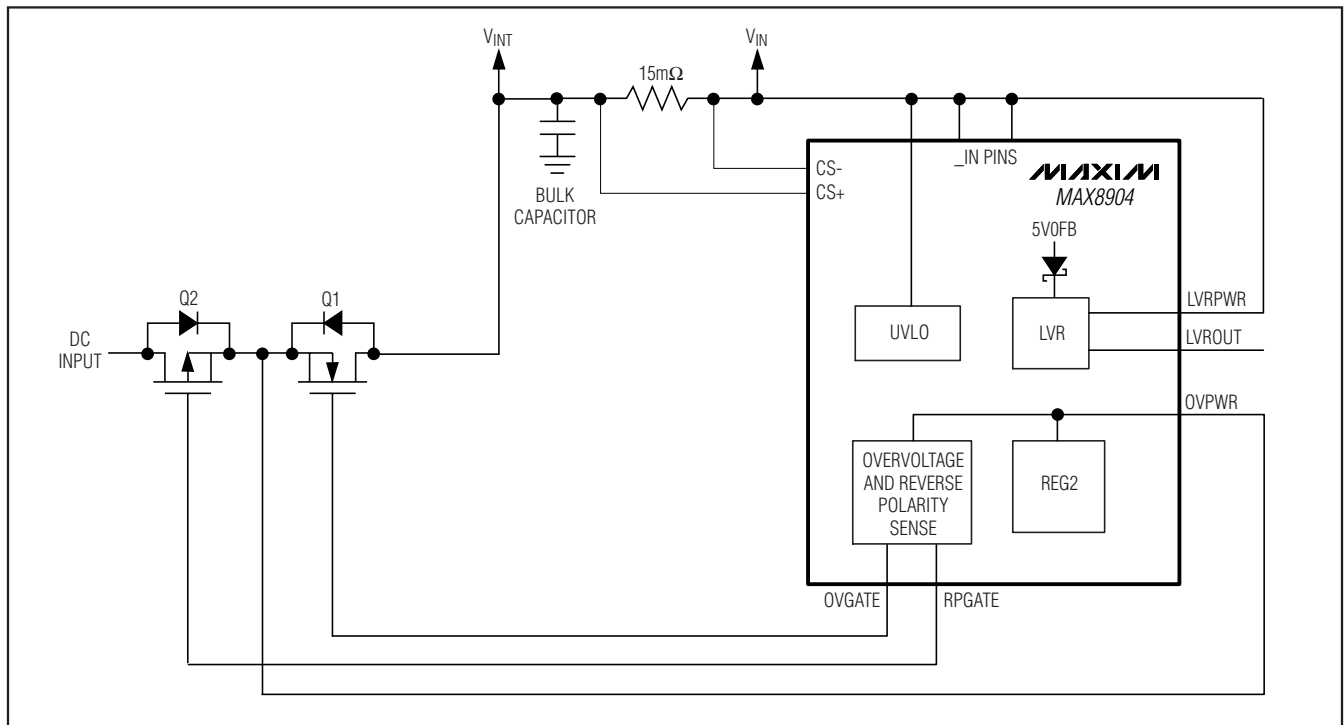 VINT
VIN
15mΩ
_IN PINS
CS-
CS+
MAXIM
MAX8904
BULK
CAPACITOR
5V0FB
Q2
Q1
DC
INPUT
UVLO
LVR
LVRPWR
LVROUT
OVPWR
OVERVOLTAGE
AND REVERSE
POLARITY
SENSE
REG2
OVGATE
RPGATE